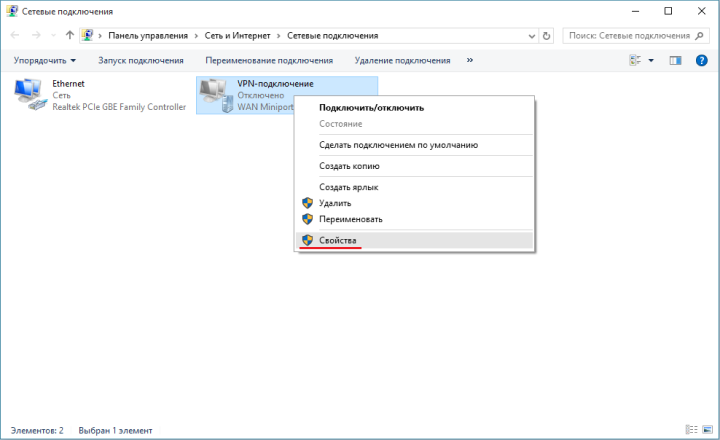 Сетевые подключения
Панель управления > Сеть и Интернет > Сетевые подключения
Поиск: Сетевые подключения
Упорядочить Запуск подключения Переименование подключения Удаление подключения »
Ethernet
Сеть
Realtek PCIe GBE Family Controller
VPN-подключение
Отключено
WAN Miniport
Подключить/отключить
Состояние
Сделать подключением по умолчанию
Создать копию
Создать ярлык
Удалить
Переименовать
Свойства
Элементов: 2 Выбран 1 элемент